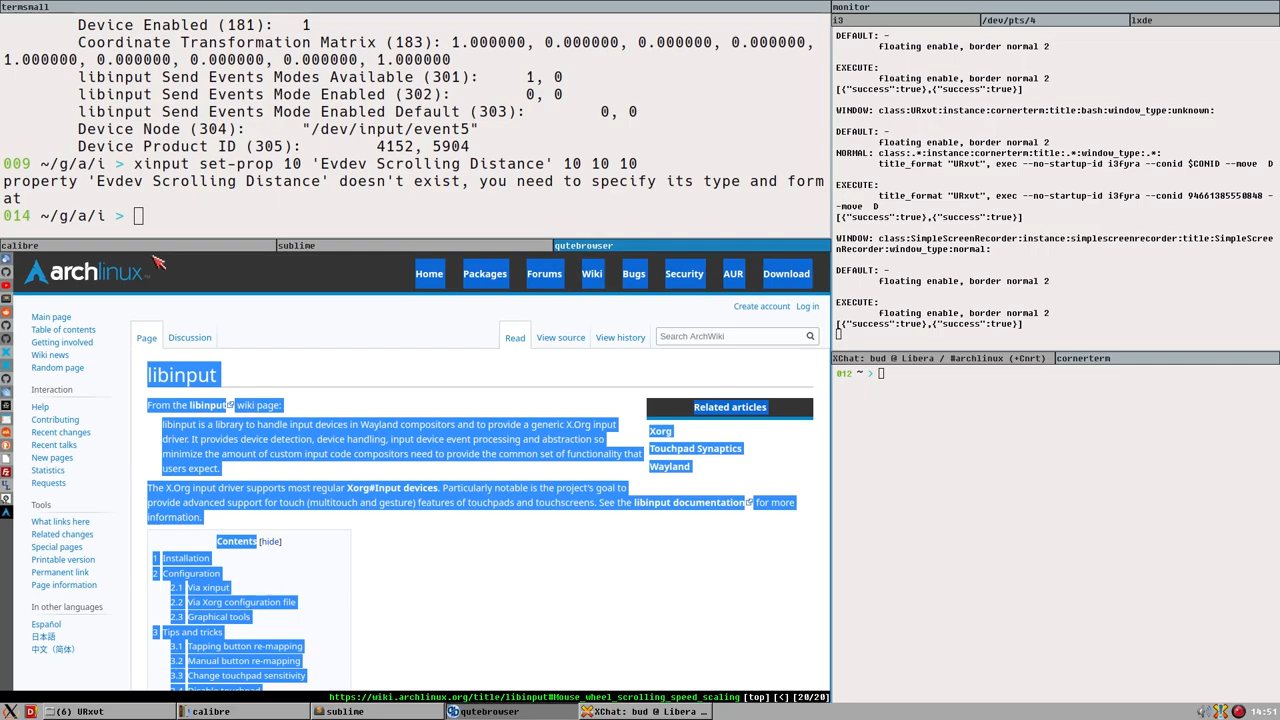 termsmall
Device Enabled (181): 1
Coordinate Transformation Matrix (183): 1.000000, 0.000000, 0.000000, 0.000000,
1.000000, 0.000000, 0.000000, 0.000000, 1.000000
libinput Send Events Modes Available (301): 1, 0
libinput Send Events Mode Enabled (302): 0, 0
libinput Send Events Mode Enabled Default (303): 0, 0
Device Node (304): "/dev/input/event5"
Device Product ID (305): 4152, 5904
009 ~/g/a/i > xinput set-prop 10 'Evdev Scrolling Distance' 10 10 10
property 'Evdev Scrolling Distance' doesn't exist, you need to specify its type and form
at
014 ~/g/a/i >
calibre sublime qutebrowser
archlinux Home Packages Forums Wiki Bugs Security AUR Download
Create account Log in
Page Discussion Read View source View history Search ArchWiki
Main page
Table of contents
Getting involved
Wiki news
Random page
Interaction
Help
Contributing
Recent changes
Recent talks
New pages
Statistics
Requests
Tools
What links here
Related changes
Special pages
Printable version
Permanent link
Page information
In other languages
Español
日本語
中文（简体）
libinput
From the libinput wiki page:
libinput is a library to handle input devices in Wayland compositors and to provide a generic X.Org input
driver. It provides device detection, device handling, input device event processing and abstraction so
minimize the amount of custom input code compositors need to provide the common set of functionality that
users expect.
Related articles
Xorg
Touchpad Synaptics
Wayland
The X.Org input driver supports most regular Xorg#Input devices. Particularly notable is the project's goal to
provide advanced support for touch (multitouch and gesture) features of touchpads and touchscreens. See the libinput documentation for more
information.
Contents [hide]
1 Installation
2 Configuration
2.1 Via xinput
2.2 Via Xorg configuration file
2.3 Graphical tools
3 Tips and tricks
3.1 Tapping button re-mapping
3.2 Manual button re-mapping
3.3 Change touchpad sensitivity
https://wiki.archlinux.org/title/libinput#Mouse_wheel_scrolling_speed_scaling [top] [<] [20/20]
monitor
i3 /dev/pts/4 lxde
DEFAULT: -
floating enable, border normal 2
EXECUTE:
floating enable, border normal 2
[{"success":true},{"success":true}]
WINDOW: class:URxvt:instance:cornerterm:title:bash:window_type:unknown:
DEFAULT: -
floating enable, border normal 2
NORMAL: class:.*:instance:cornerterm:title:.*:window_type:.*:
title_format "URxvt", exec --no-startup-id i3fyra --conid $CONID --move D
EXECUTE:
title_format "URxvt", exec --no-startup-id i3fyra --conid 94661385550848 -
-move D
[{"success":true},{"success":true}]
WINDOW: class:SimpleScreenRecorder:instance:simplescreenrecorder:title:SimpleScree
nRecorder:window_type:normal:
DEFAULT: -
floating enable, border normal 2
EXECUTE:
floating enable, border normal 2
[{"success":true},{"success":true}]
XChat: bud @ Libera / #archlinux (+Cnrt) cornerterm
012 ~ >
(6) URxvt calibre sublime qutebrowser XChat: bud @ Libera / ... 14:51